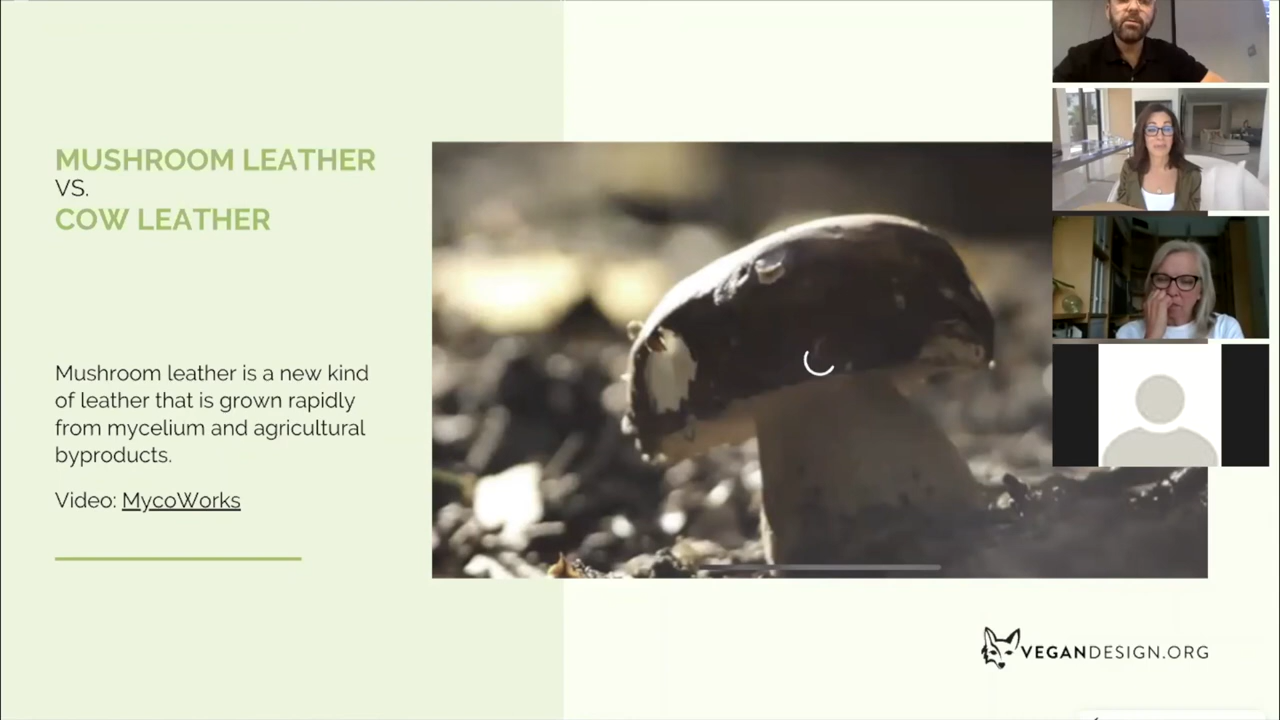 MUSHROOM LEATHER
VS.
COW LEATHER
Mushroom leather is a new kind
of leather that is grown rapidly
from mycelium and agricultural
byproducts.
Video: MycoWorks
VEGANDESIGN.ORG